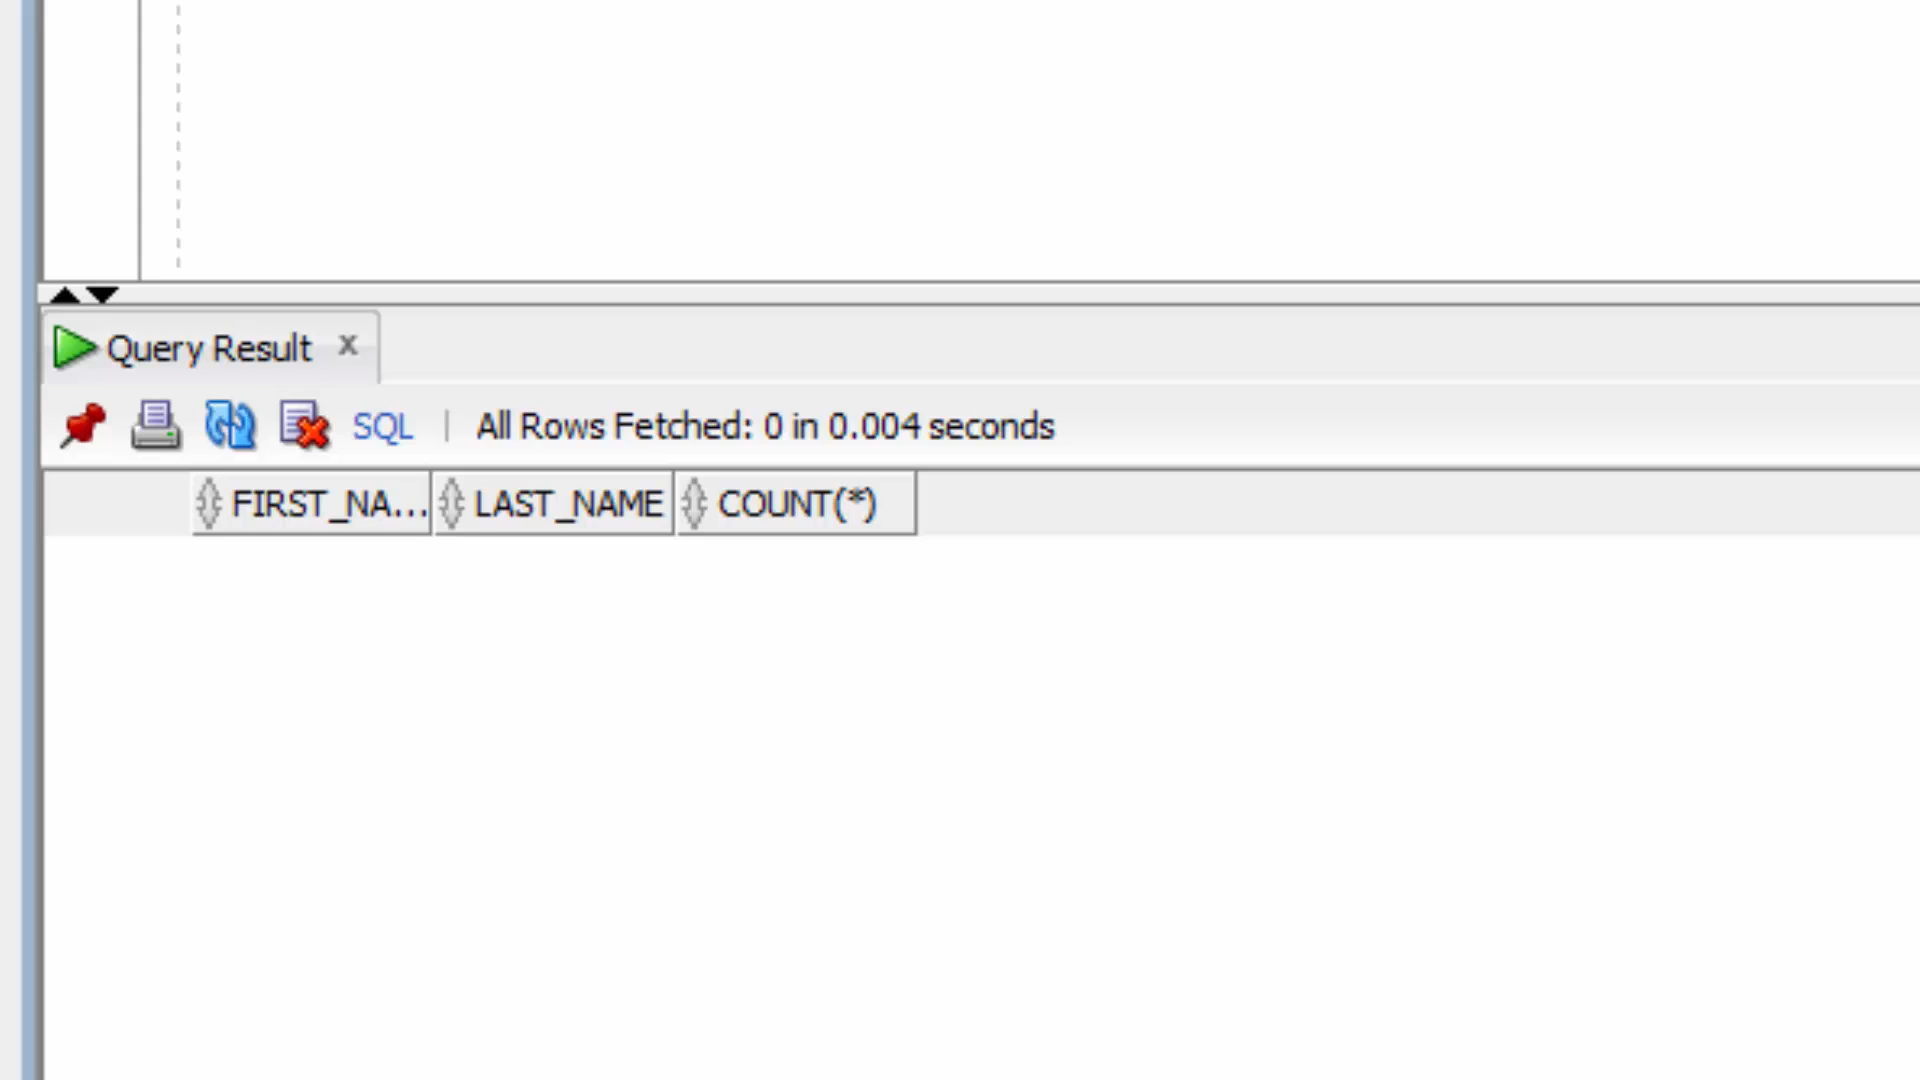 Query Result x
SQL | All Rows Fetched: 0 in 0.004 seconds
FIRST_NA... LAST_NAME COUNT(*)